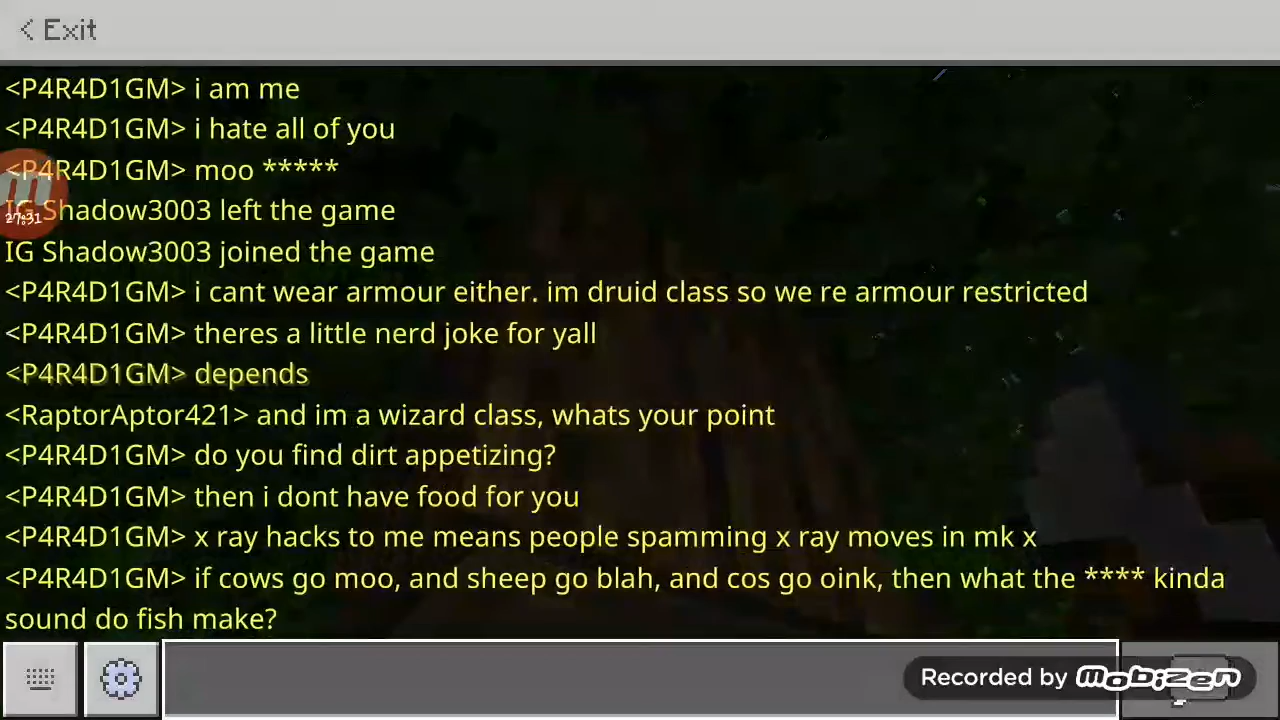 < Exit
<P4R4D1GM> i am me
<P4R4D1GM> i hate all of you
<P4R4D1GM> moo *****
27:31
IG Shadow3003 left the game
IG Shadow3003 joined the game
<P4R4D1GM> i cant wear armour either. im druid class so we re armour restricted
<P4R4D1GM> theres a little nerd joke for yall
<P4R4D1GM> depends
<RaptorAptor421> and im a wizard class, whats your point
<P4R4D1GM> do you find dirt appetizing?
<P4R4D1GM> then i dont have food for you
<P4R4D1GM> x ray hacks to me means people spamming x ray moves in mk x
<P4R4D1GM> if cows go moo, and sheep go blah, and cos go oink, then what the **** kinda
sound do fish make?
Recorded by Mobizen